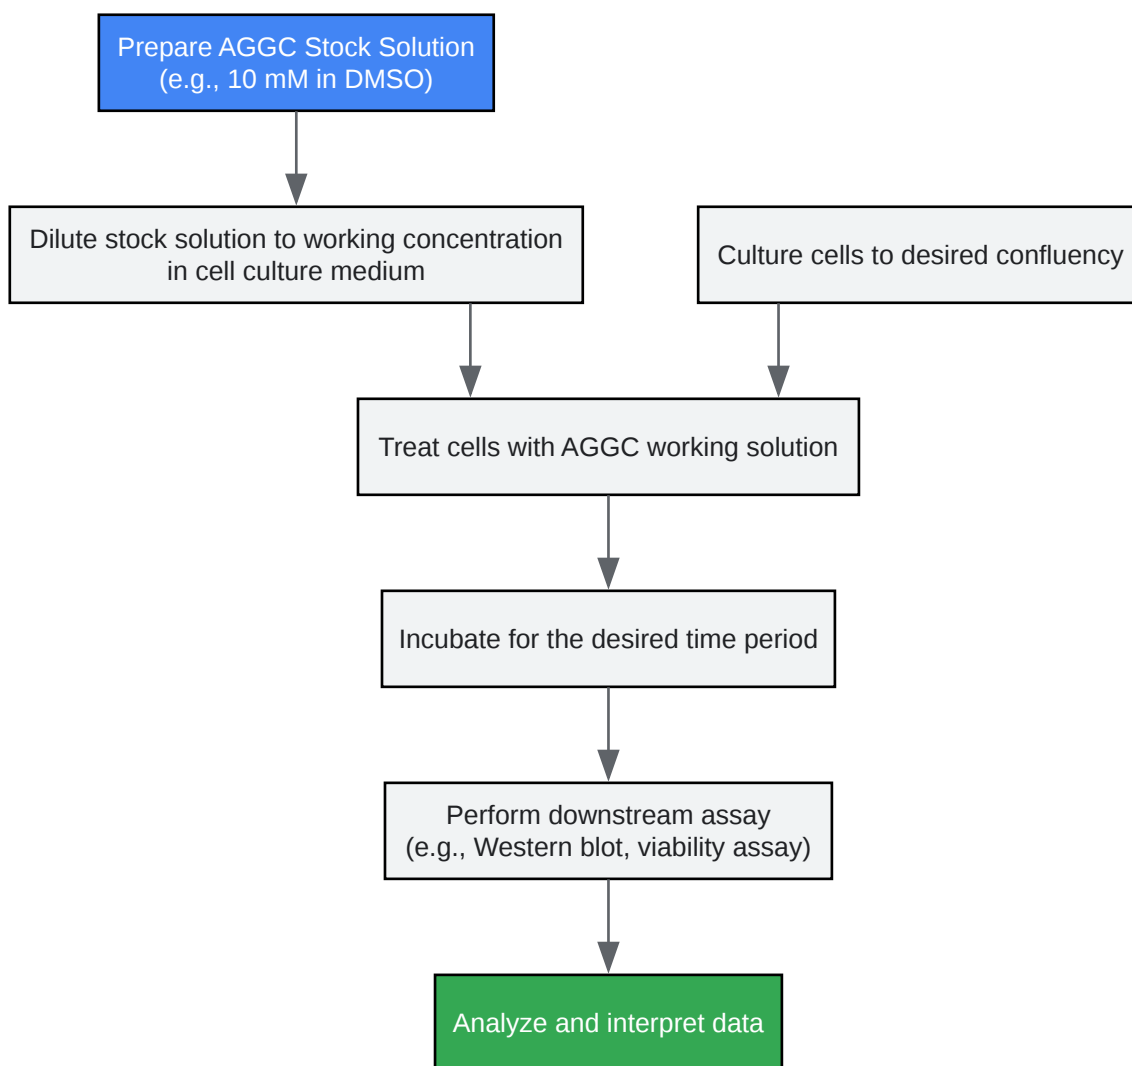 Prepare AGGC Stock Solution
(e.g., 10 mM in DMSO)
Dilute stock solution to working concentration
in cell culture medium
Culture cells to desired confluency
Treat cells with AGGC working solution
Incubate for the desired time period
Perform downstream assay
(e.g., Western blot, viability assay)
Analyze and interpret data